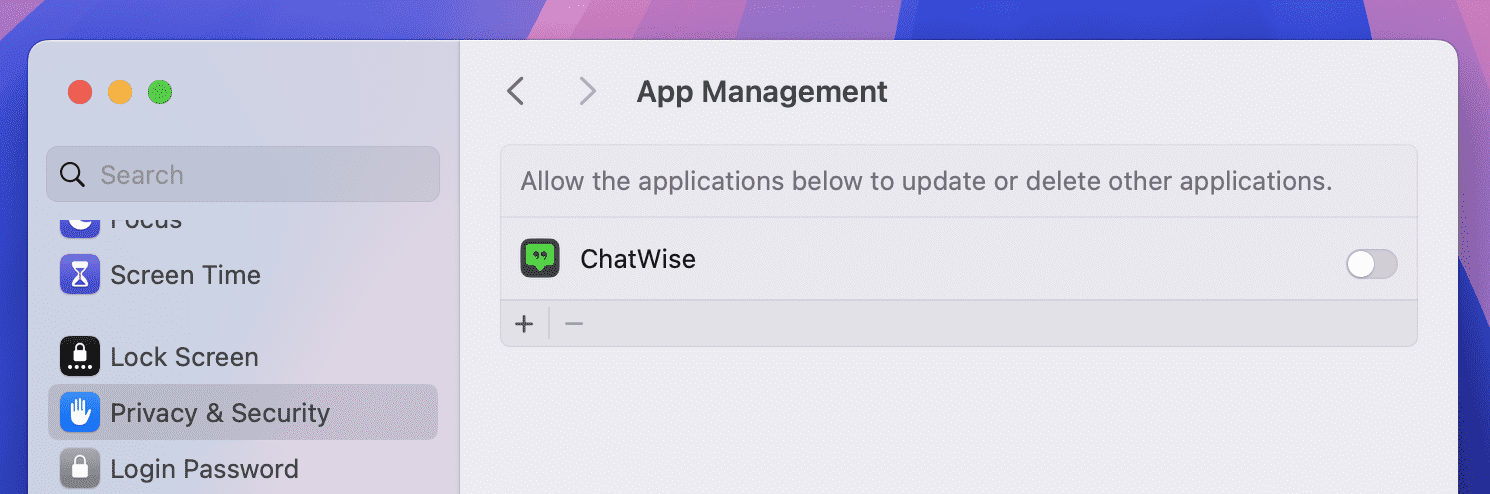 App Management
Search
Allow the applications below to update or delete other applications.
Focus
ChatWise
Screen Time
Lock Screen
Privacy & Security
Login Password